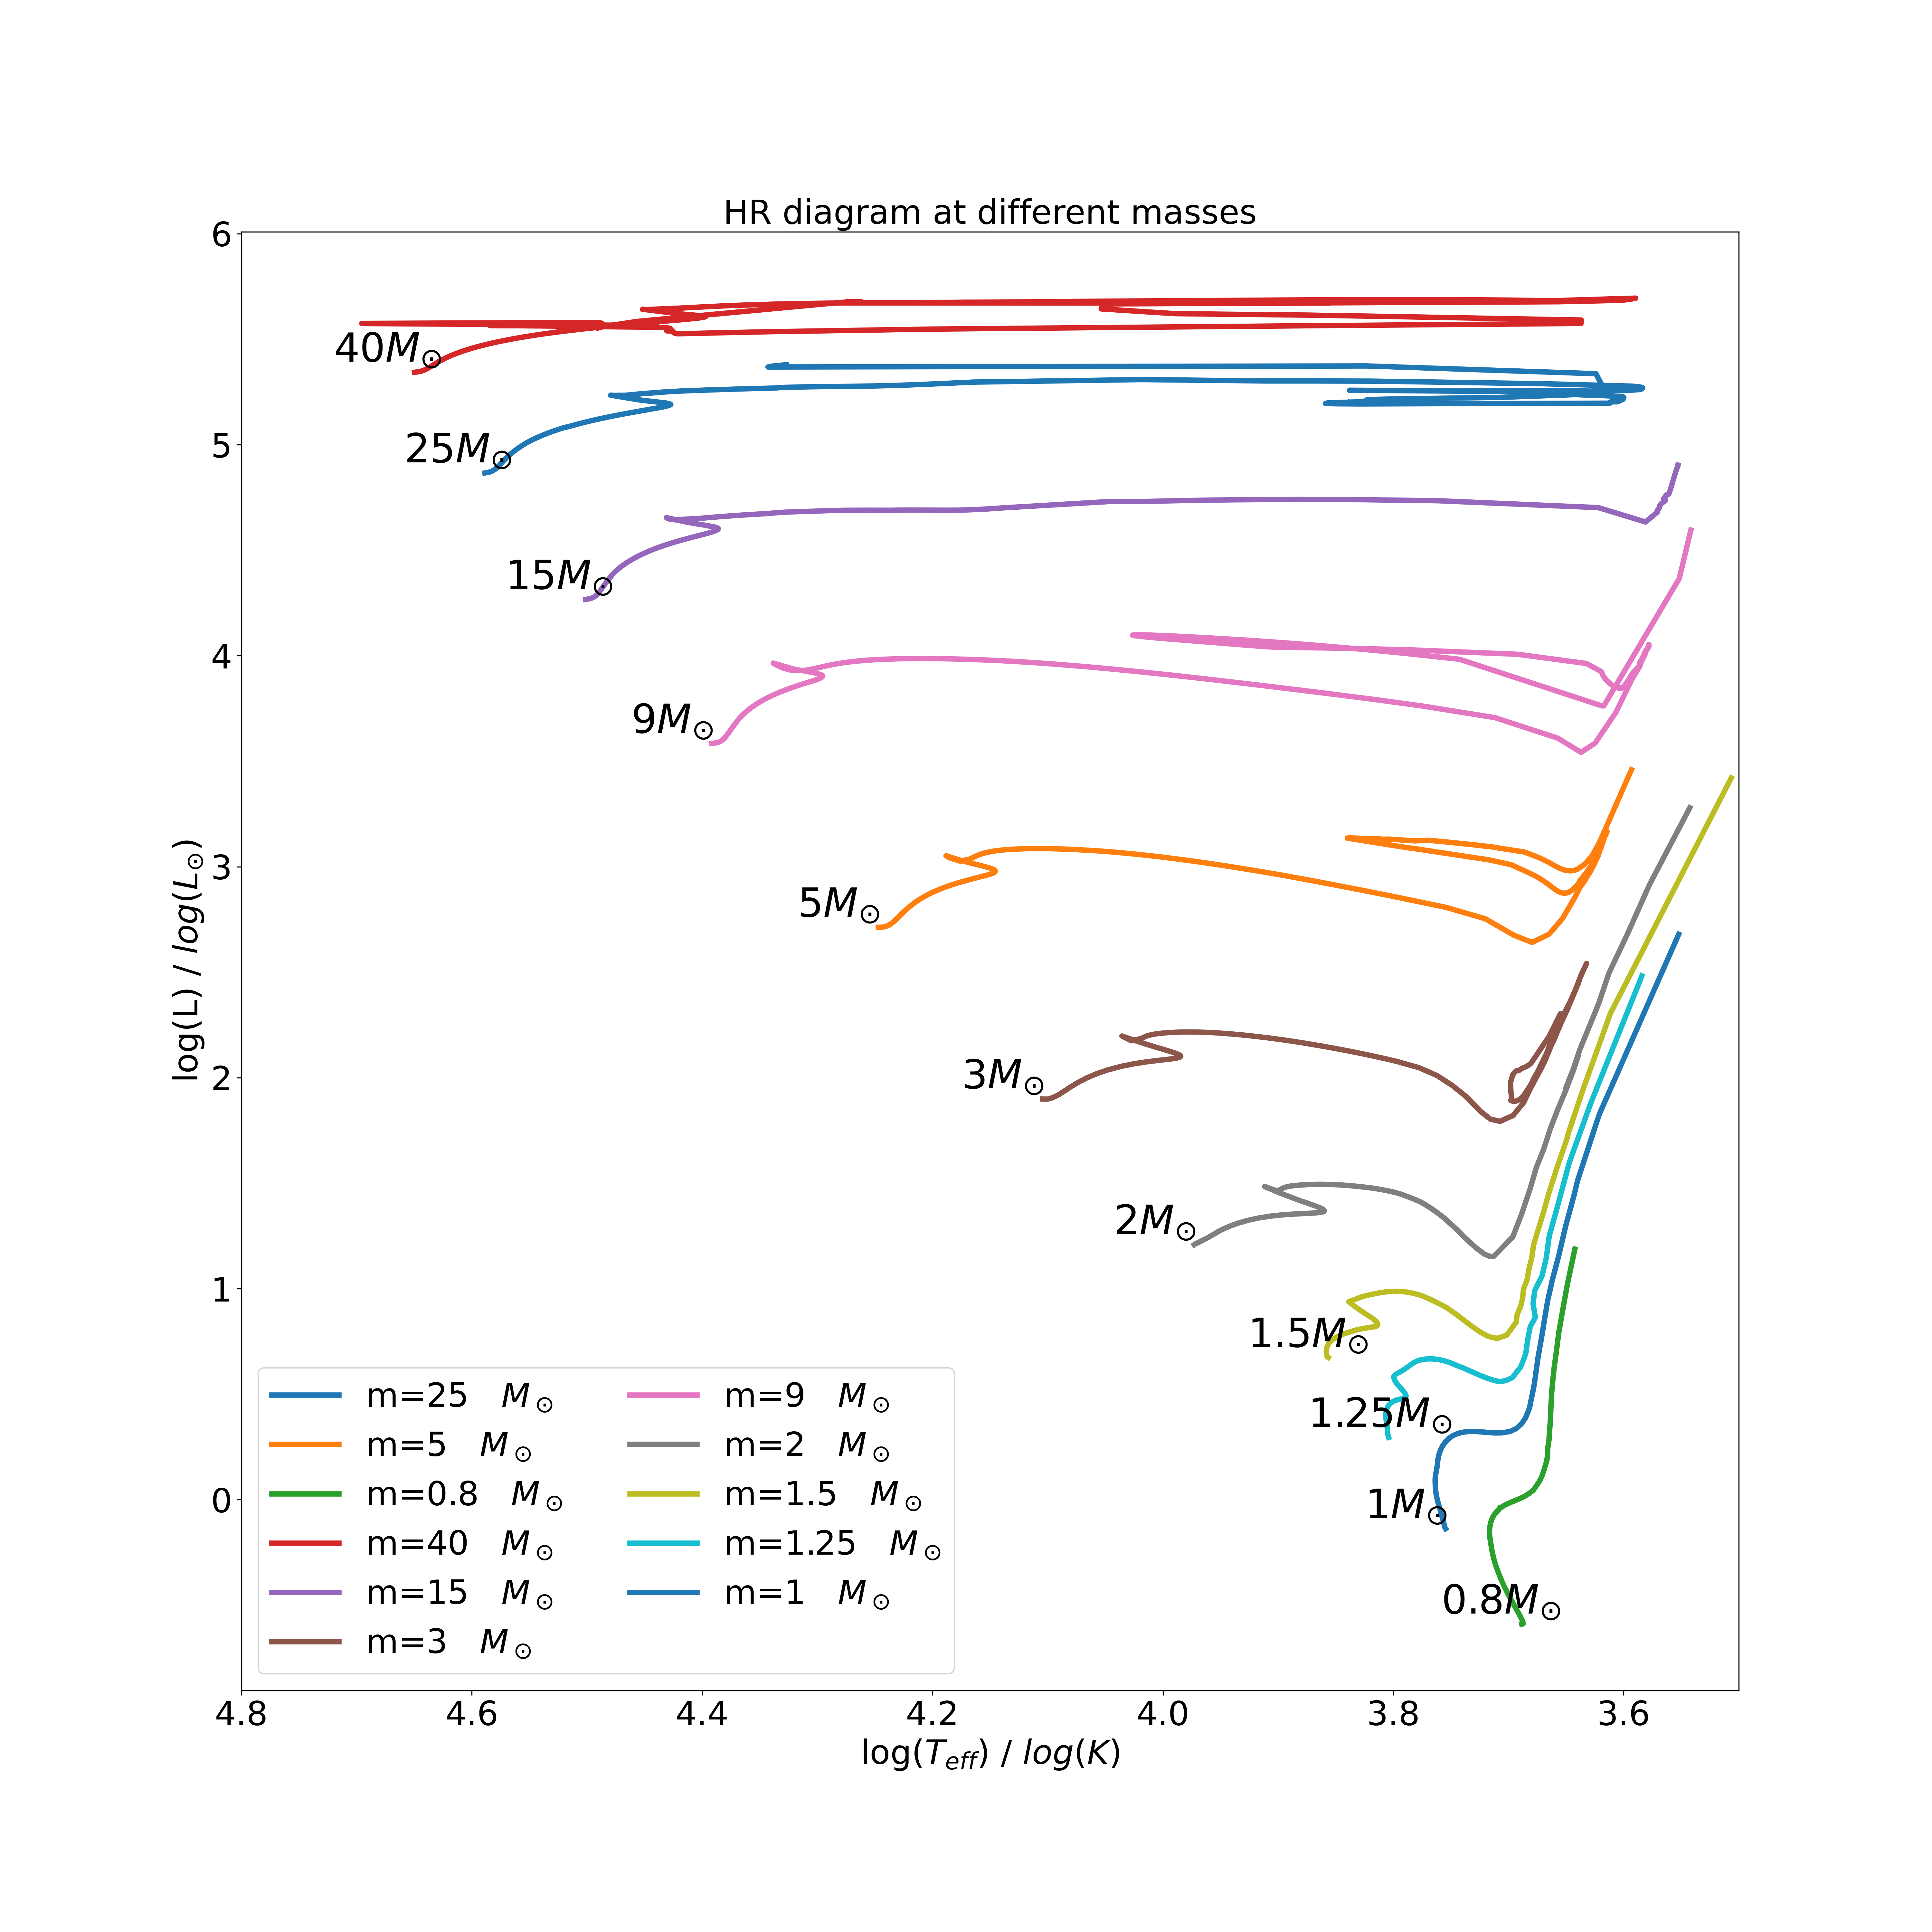 HR diagram at different masses
log(L) / log(L☉)
6
5
4
3
2
1
0
40M☉
25M☉
15M☉
9M☉
5M☉
3M☉
2M☉
1.5M☉
1.25M☉
1M☉
0.8M☉
m=25 M☉
m=5 M☉
m=0.8 M☉
m=40 M☉
m=15 M☉
m=3 M☉
m=9 M☉
m=2 M☉
m=1.5 M☉
m=1.25 M☉
m=1 M☉
4.8 4.6 4.4 4.2 4.0 3.8 3.6
log(T_eff) / log(K)